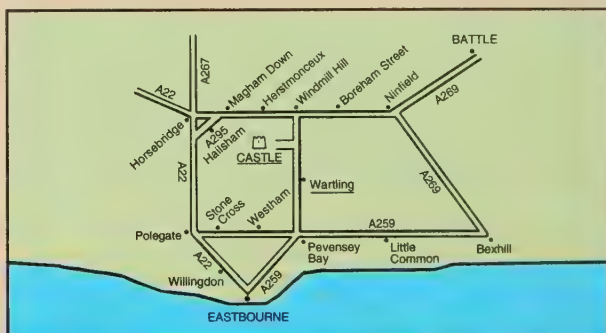 BATTLE
A267
A22
Magham Down
Herstmonceux
Windmill Hill
Boreham Street
Ninfield
A269
Horsebridge
A295
Hailsham
CASTLE
A22
Wartling
A269
Stone
Cross
Westham
A259
Polegate
Pevensey
Bay
Little
Common
Bexhill
A22
Willingdon
A259
EASTBOURNE